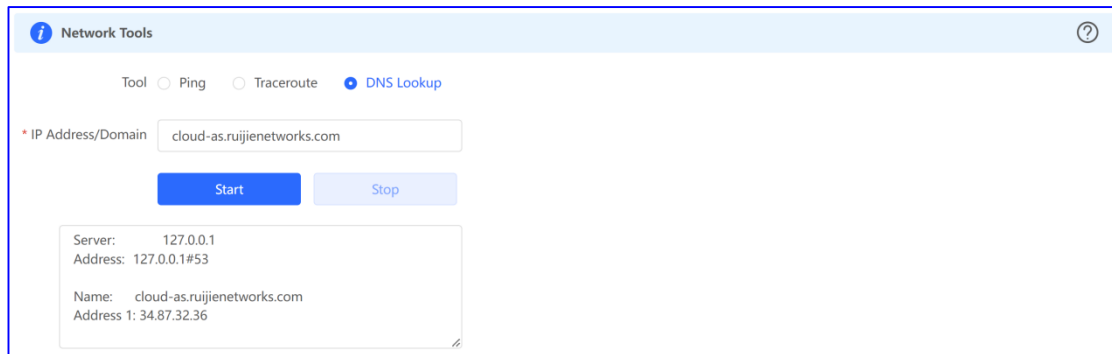 Network Tools
Tool Ping Traceroute DNS Lookup
* IP Address/Domain cloud-as.ruijienetworks.com
Start Stop
Server: 127.0.0.1
Address: 127.0.0.1#53
Name: cloud-as.ruijienetworks.com
Address 1: 34.87.32.36